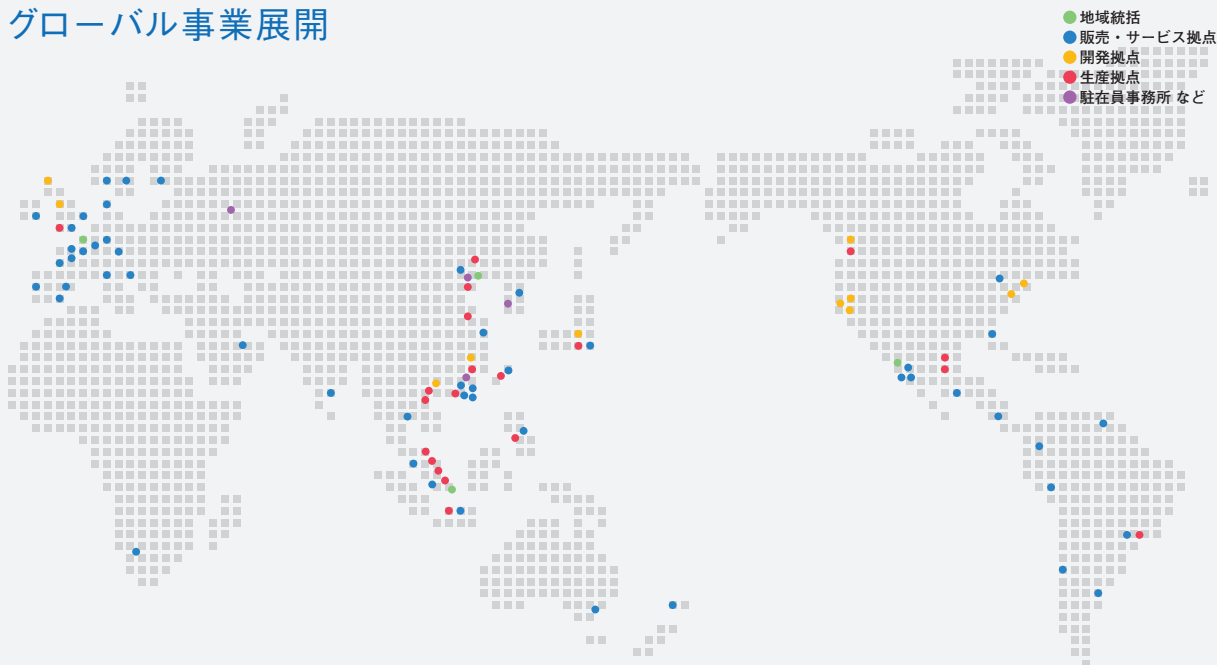 グローバル事業展開
地域統括
販売・サービス拠点
開発拠点
生産拠点
駐在員事務所 など